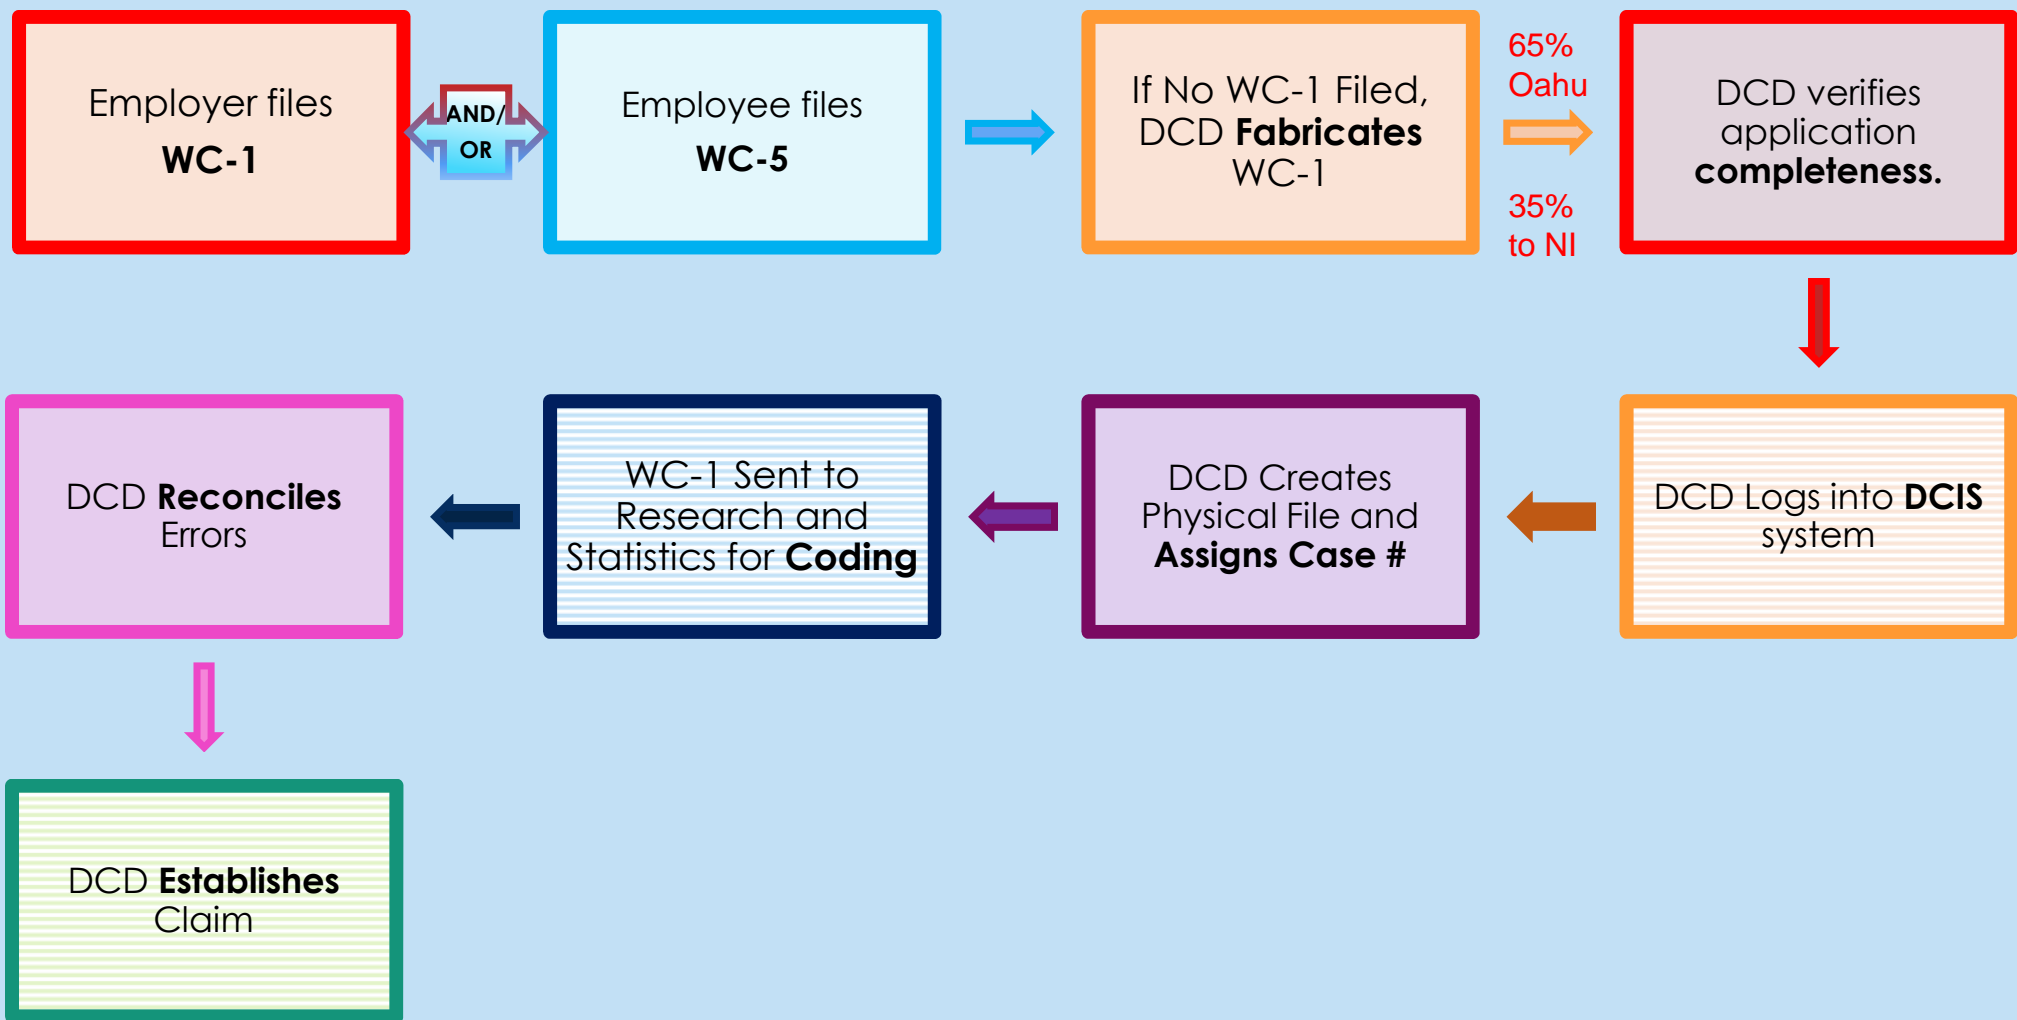 Employer files
WC-1
AND/
OR
Employee files
WC-5
If No WC-1 Filed,
DCD Fabricates
WC-1
65%
Oahu
35%
to NI
DCD verifies
application
completeness.
DCD Logs into DCIS
system
DCD Creates
Physical File and
Assigns Case #
WC-1 Sent to
Research and
Statistics for Coding
DCD Reconciles
Errors
DCD Establishes
Claim